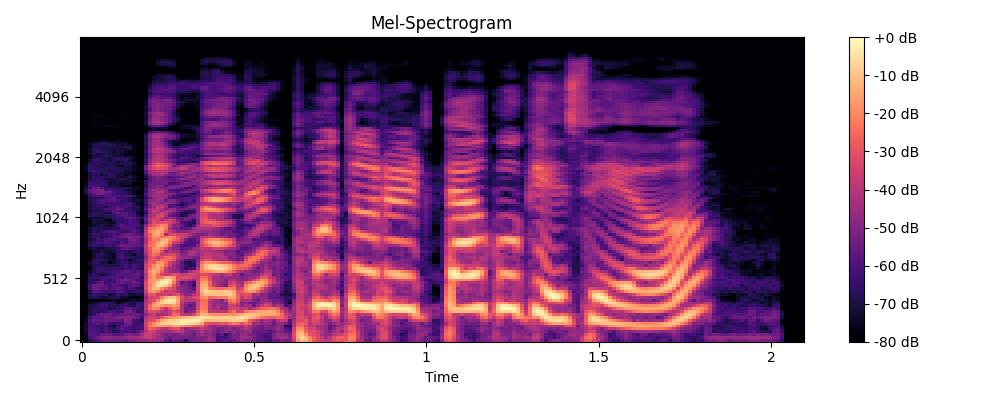 Mel-Spectrogram
+0 dB
4096
-10 dB
2048
-20 dB
-30 dB
Hz
1024
-40 dB
-50 dB
512
-60 dB
-70 dB
0
-80 dB
0 0.5 1 1.5 2
Time